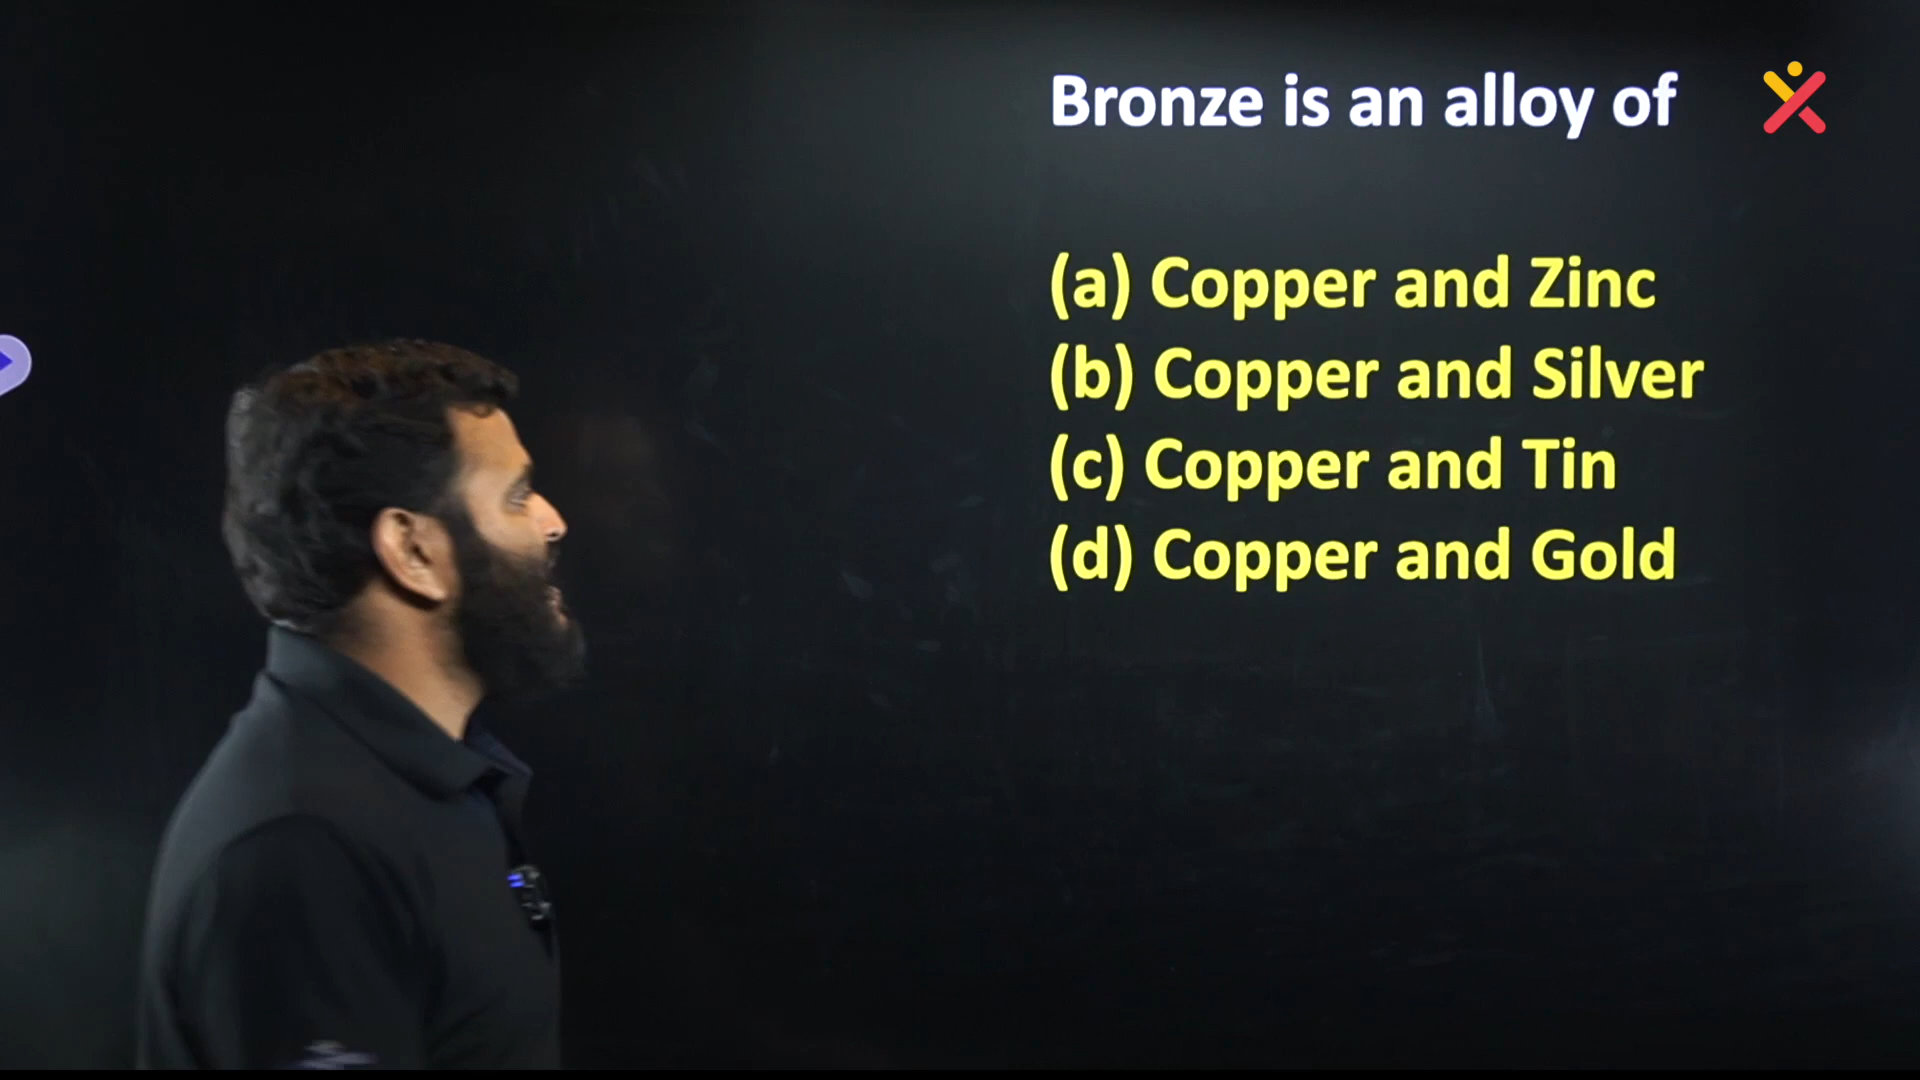 Bronze is an alloy of
(a) Copper and Zinc
(b) Copper and Silver
(c) Copper and Tin
(d) Copper and Gold